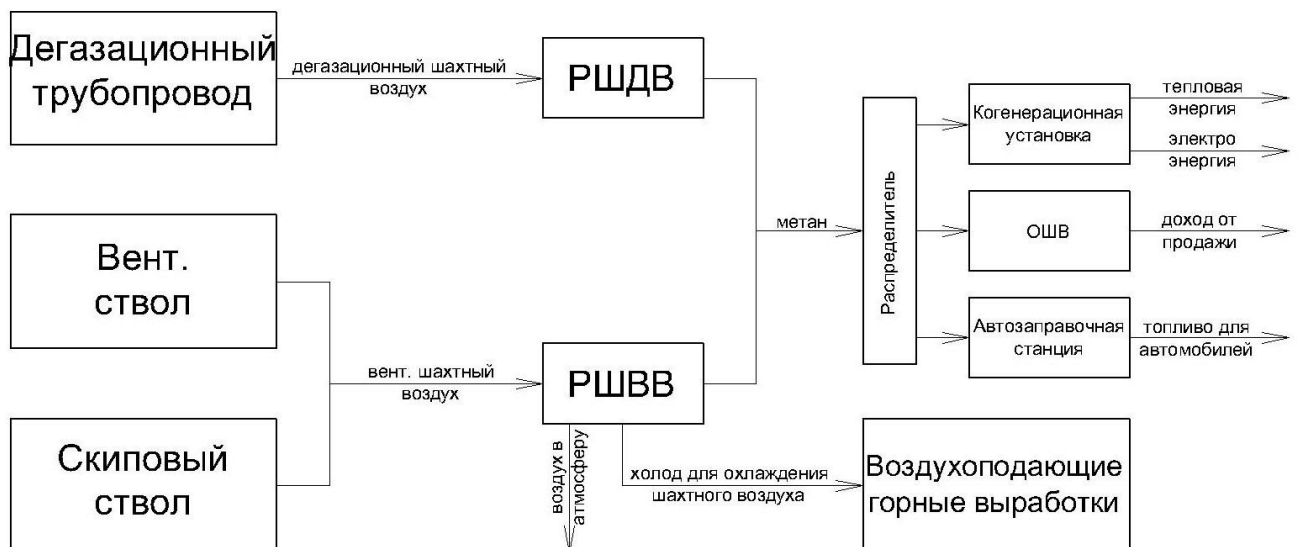 Дегазационный
трубопровод
дегазационный шахтный
воздух
РШДВ
Вент.
ствол
Скиповый
ствол
вент. шахтный
воздух
РШВВ
воздух в
атмосферу
холод для охлаждения
шахтного воздуха
Воздухоподающие
горные выработки
метан
Распределитель
Когенерационная
установка
тепловая
энергия
электро
энергия
ОШВ
доход от
продажи
Автозаправочная
станция
топливо для
автомобилей